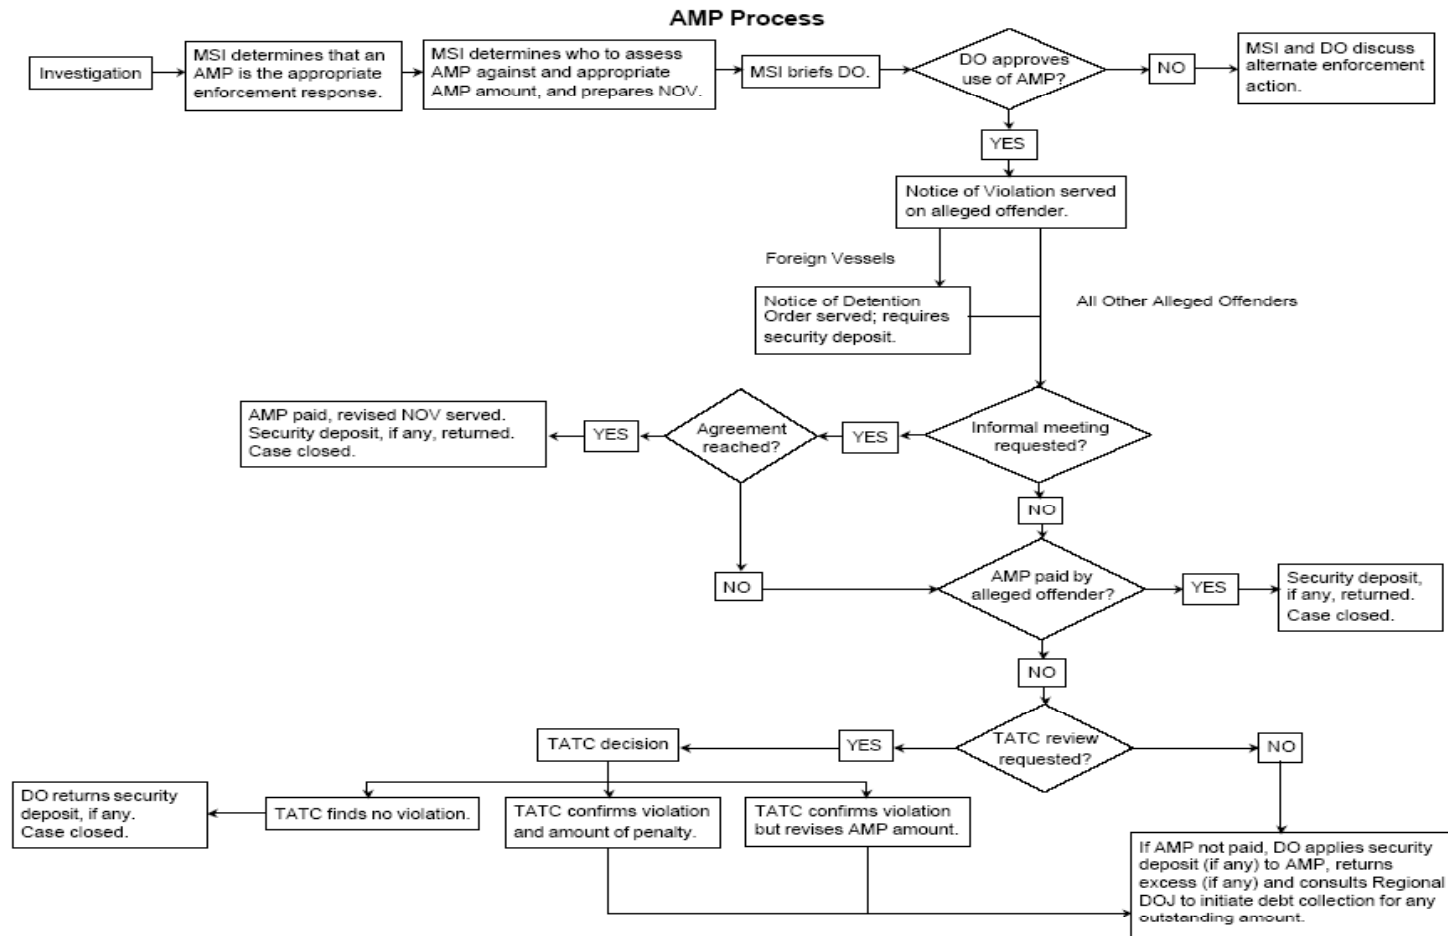 AMP Process
Investigation
MSI determines that an
AMP is the appropriate
enforcement response.
MSI determines who to assess
AMP against and appropriate
AMP amount, and prepares NOV.
MSI briefs DO.
DO approves
use of AMP?
NO
MSI and DO discuss
alternate enforcement
action.
YES
Notice of Violation served
on alleged offender.
Foreign Vessels
Notice of Detention
Order served; requires
security deposit.
All Other Alleged Offenders
Informal meeting
requested?
YES
Agreement
reached?
YES
AMP paid, revised NOV served.
Security deposit, if any, returned.
Case closed.
NO
NO
AMP paid by
alleged offender?
YES
Security deposit,
if any, returned.
Case closed.
NO
TATC review
requested?
YES
NO
TATC decision
TATC finds no violation.
DO returns security
deposit, if any.
Case closed.
TATC confirms violation
and amount of penalty.
TATC confirms violation
but revises AMP amount.
If AMP not paid, DO applies security
deposit (if any) to AMP, returns
excess (if any) and consults Regional
DOJ to initiate debt collection for any
outstanding amount.